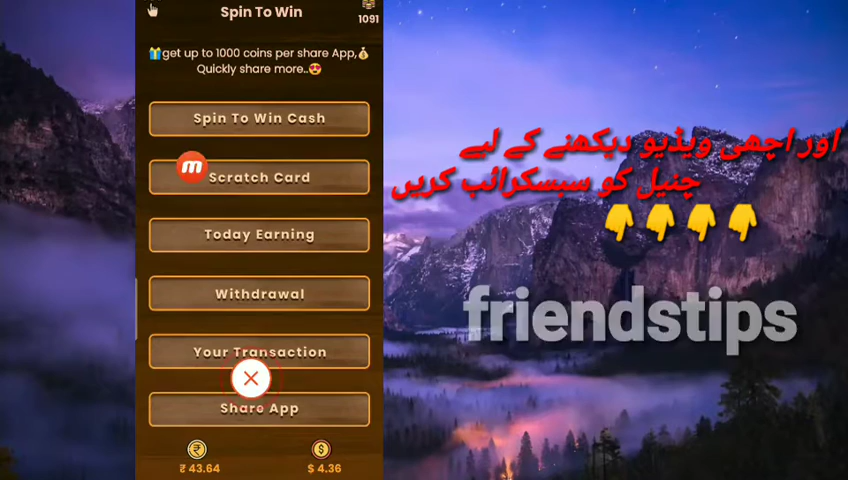 Spin To Win
1091
🎁get up to 1000 coins per share App,💰
Quickly share more..😍
Spin To Win Cash
Scratch Card
Today Earning
Withdrawal
Your Transaction
Share App
₹ 43.64
$ 4.36
اور اچھی ویڈیو دیکھنے کے لیے
چنیل کو سبسکرائب کریں
👇👇👇👇
friendstips